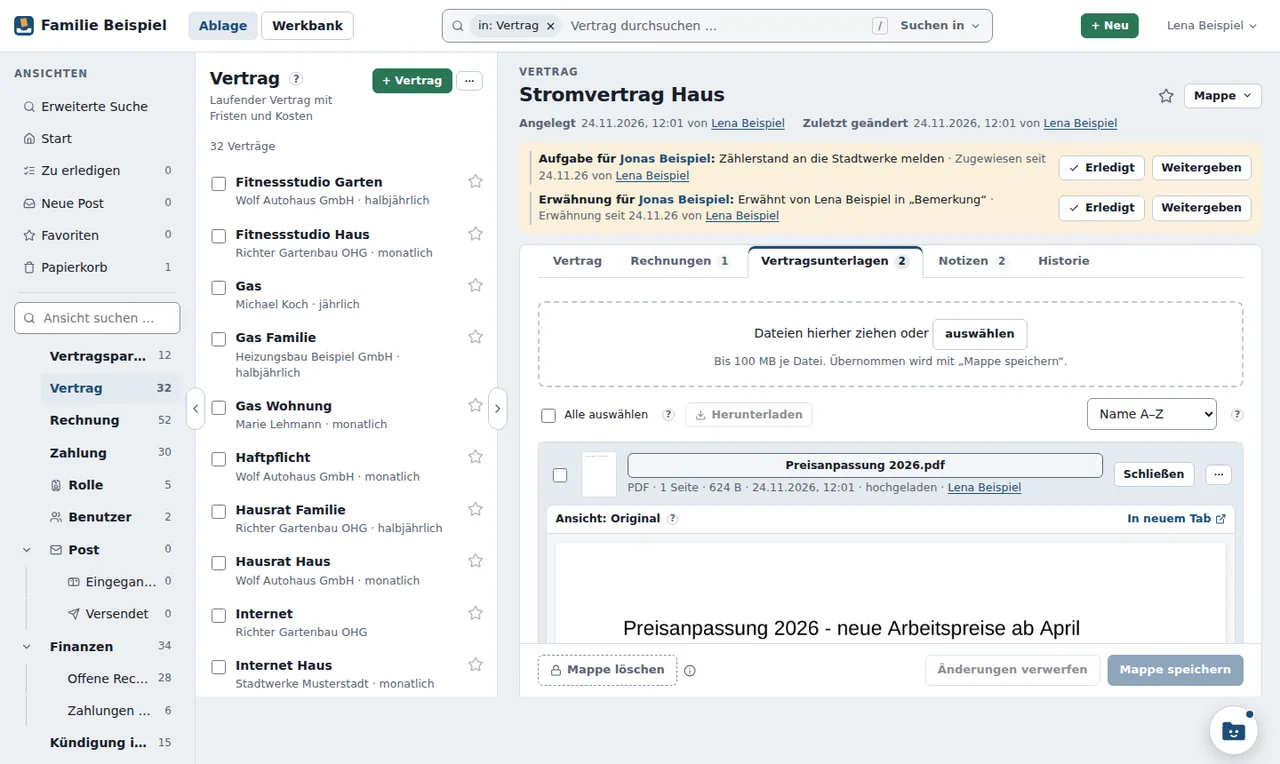 Familie Beispiel
Ablage
Werkbank
in: Vertrag ×
Vertrag durchsuchen …
/
Suchen in
+ Neu
Lena Beispiel
ANSICHTEN
Erweiterte Suche
Start
Zu erledigen 0
Neue Post 0
Favoriten 0
Papierkorb 1
Ansicht suchen …
Vertragspar… 12
Vertrag 32
Rechnung 52
Zahlung 30
Rolle 5
Benutzer 2
Post 0
Eingegan… 0
Versendet 0
Finanzen 34
Offene Rec… 28
Zahlungen … 6
Kündigung i… 15
Vertrag ?
+ Vertrag
...
Laufender Vertrag mit
Fristen und Kosten
32 Verträge
Fitnessstudio Garten
Wolf Autohaus GmbH · halbjährlich
Fitnessstudio Haus
Richter Gartenbau OHG · monatlich
Gas
Michael Koch · jährlich
Gas Familie
Heizungsbau Beispiel GmbH ·
halbjährlich
Gas Wohnung
Marie Lehmann · monatlich
Haftpflicht
Wolf Autohaus GmbH · monatlich
Hausrat Familie
Richter Gartenbau OHG · halbjährlich
Hausrat Haus
Wolf Autohaus GmbH · monatlich
Internet
Richter Gartenbau OHG
Internet Haus
Stadtwerke Musterstadt · monatlich
VERTRAG
Stromvertrag Haus
Mappe
Angelegt 24.11.2026, 12:01 von Lena Beispiel Zuletzt geändert 24.11.2026, 12:01 von Lena Beispiel
Aufgabe für Jonas Beispiel: Zählerstand an die Stadtwerke melden · Zugewiesen seit
24.11.26 von Lena Beispiel
Erledigt
Weitergeben
Erwähnung für Jonas Beispiel: Erwähnt von Lena Beispiel in „Bemerkung“ ·
Erwähnung seit 24.11.26 von Lena Beispiel
Erledigt
Weitergeben
Vertrag
Rechnungen 1
Vertragsunterlagen 2
Notizen 2
Historie
Dateien hierher ziehen oder auswählen
Bis 100 MB je Datei. Übernommen wird mit „Mappe speichern“.
Alle auswählen ?
Herunterladen
Name A–Z
?
Preisanpassung 2026.pdf
PDF · 1 Seite · 624 B · 24.11.2026, 12:01 · hochgeladen · Lena Beispiel
Schließen
...
Ansicht: Original ?
In neuem Tab
Preisanpassung 2026 - neue Arbeitspreise ab April
Mappe löschen
Änderungen verwerfen
Mappe speichern